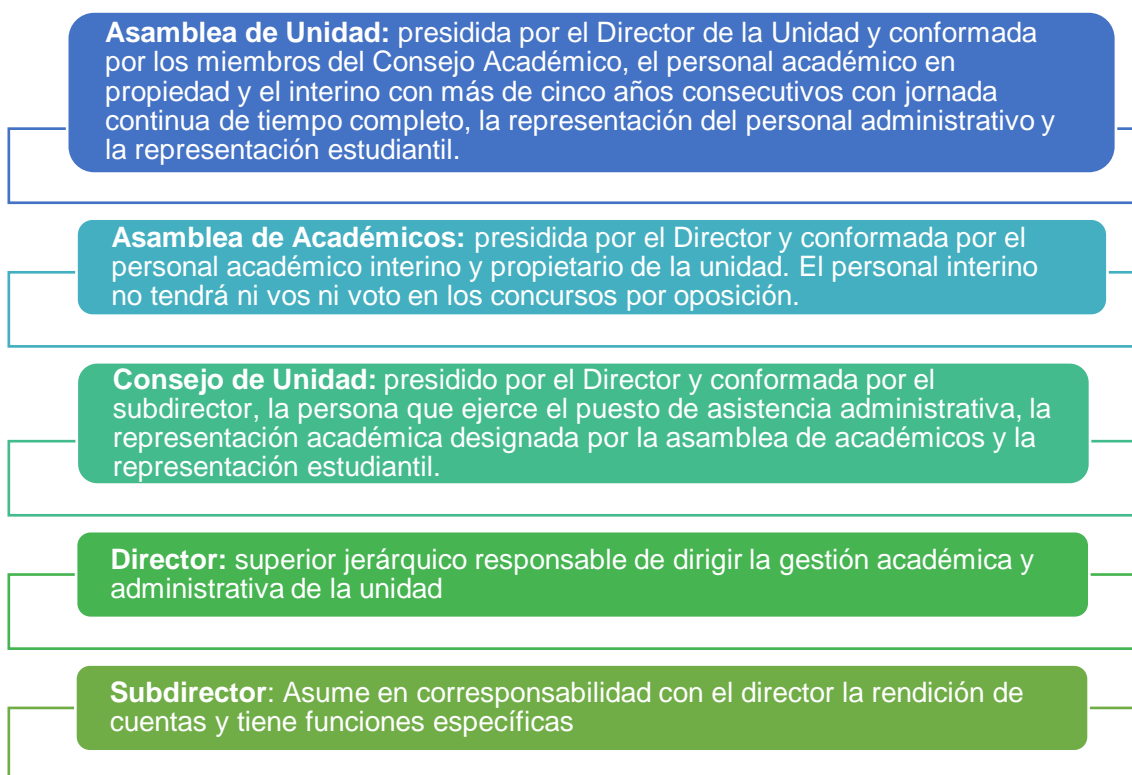 Asamblea de Unidad: presidida por el Director de la Unidad y conformada
por los miembros del Consejo Académico, el personal académico en
propiedad y el interino con más de cinco años consecutivos con jornada
continua de tiempo completo, la representación del personal administrativo y
la representación estudiantil.
Asamblea de Académicos: presidida por el Director y conformada por el
personal académico interino y propietario de la unidad. El personal interino
no tendrá ni vos ni voto en los concursos por oposición.
Consejo de Unidad: presidido por el Director y conformada por el
subdirector, la persona que ejerce el puesto de asistencia administrativa, la
representación académica designada por la asamblea de académicos y la
representación estudiantil.
Director: superior jerárquico responsable de dirigir la gestión académica y
administrativa de la unidad
Subdirector: Asume en corresponsabilidad con el director la rendición de
cuentas y tiene funciones específicas